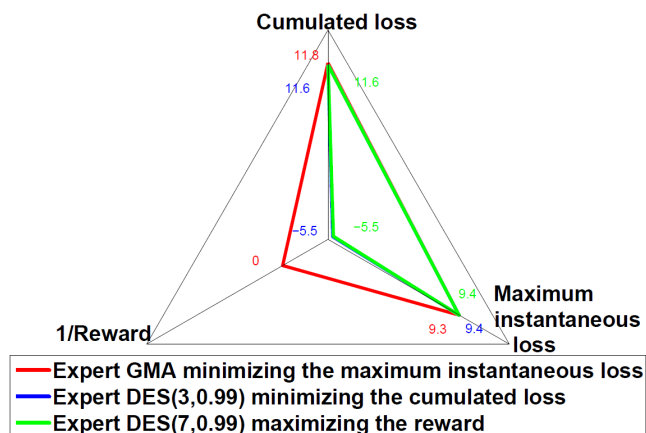 Cumulated loss
11.8
11.6
11.6
−5.5
−5.5
0
9.4
9.3
9.4
Maximum
instantaneous
loss
1/Reward
Expert GMA minimizing the maximum instantaneous loss
Expert DES(3,0.99) minimizing the cumulated loss
Expert DES(7,0.99) maximizing the reward